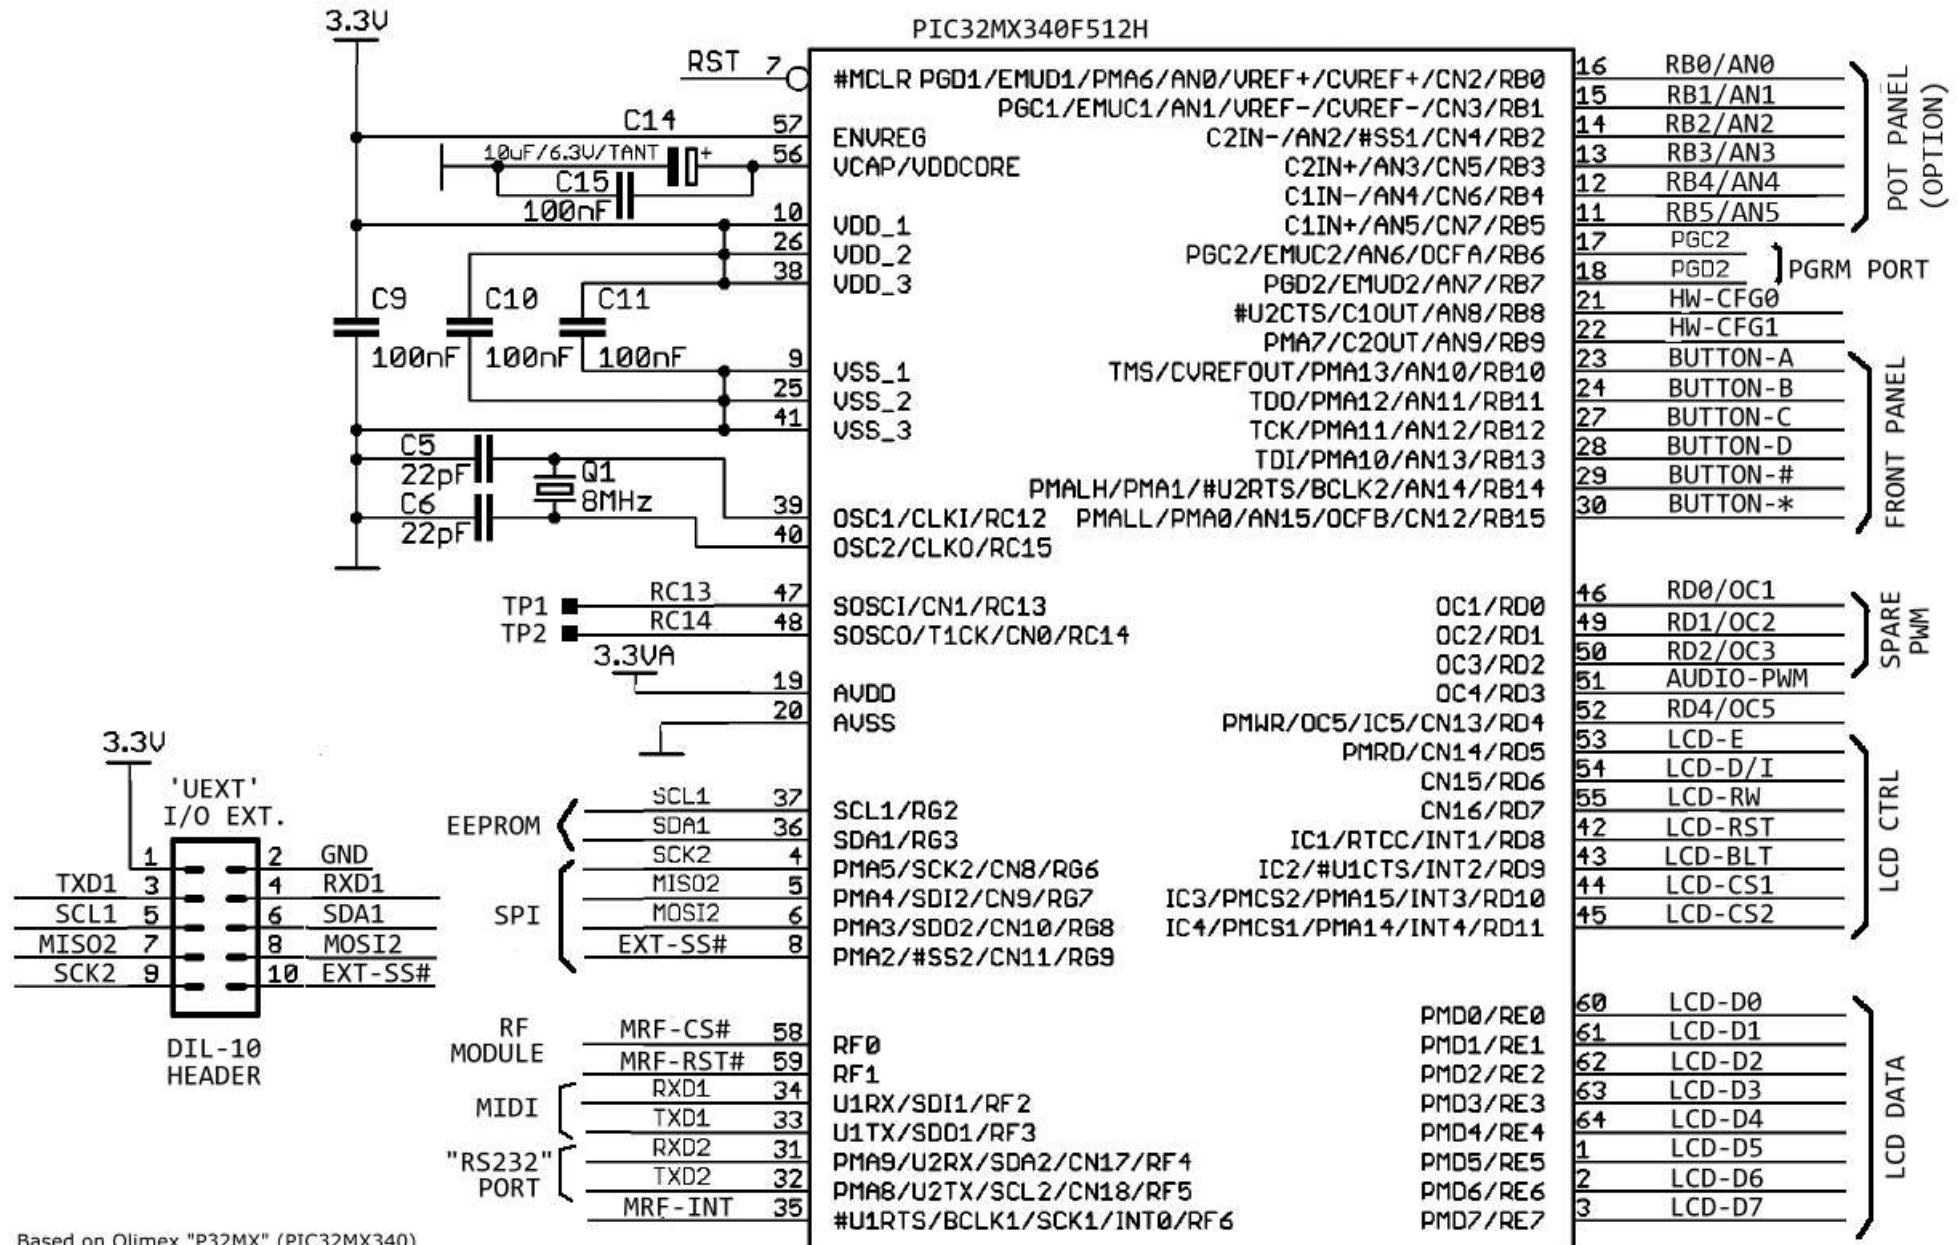 3.3V
PIC32MX340F512H
RST 7
#MCLR PGD1/EMUD1/PMA6/AN0/VREF+/CVREF+/CN2/RB0
16 RB0/AN0
PGC1/EMUC1/AN1/VREF-/CVREF-/CN3/RB1
15 RB1/AN1
C14
57 ENVREG
C2IN-/AN2/#SS1/CN4/RB2
14 RB2/AN2
10uF/6.3V/TANT +
56 VCAP/VDDCORE
C2IN+/AN3/CN5/RB3
13 RB3/AN3
C15
100nF
C1IN-/AN4/CN6/RB4
12 RB4/AN4
10 VDD_1
C1IN+/AN5/CN7/RB5
11 RB5/AN5
POT PANEL
(OPTION)
26 VDD_2
PGC2/EMUC2/AN6/OCFA/RB6
17 PGC2
38 VDD_3
PGD2/EMUD2/AN7/RB7
18 PGD2
PGRM PORT
C9 C10 C11
#U2CTS/C1OUT/AN8/RB8
21 HW-CFG0
100nF 100nF 100nF
PMA7/C2OUT/AN9/RB9
22 HW-CFG1
9 VSS_1
TMS/CVREFOUT/PMA13/AN10/RB10
23 BUTTON-A
25 VSS_2
TDO/PMA12/AN11/RB11
24 BUTTON-B
41 VSS_3
TCK/PMA11/AN12/RB12
27 BUTTON-C
C5
22pF
Q1
8MHz
TDI/PMA10/AN13/RB13
28 BUTTON-D
C6
22pF
PMALH/PMA1/#U2RTS/BCLK2/AN14/RB14
29 BUTTON-#
39 OSC1/CLKI/RC12
PMALL/PMA0/AN15/OCFB/CN12/RB15
30 BUTTON-*
FRONT PANEL
40 OSC2/CLKO/RC15
TP1 RC13 47 SOSCI/CN1/RC13
OC1/RD0
46 RD0/OC1
TP2 RC14 48 SOSCO/T1CK/CN0/RC14
OC2/RD1
49 RD1/OC2
OC3/RD2
50 RD2/OC3
SPARE
PWM
3.3VA
19 AVDD
OC4/RD3
51 AUDIO-PWM
20 AVSS
PMWR/OC5/IC5/CN13/RD4
52 RD4/OC5
PMRD/CN14/RD5
53 LCD-E
CN15/RD6
54 LCD-D/I
EEPROM
SCL1 37 SCL1/RG2
CN16/RD7
55 LCD-RW
SDA1 36 SDA1/RG3
IC1/RTCC/INT1/RD8
42 LCD-RST
SPI
SCK2 4 PMA5/SCK2/CN8/RG6
IC2/#U1CTS/INT2/RD9
43 LCD-BLT
MISO2 5 PMA4/SDI2/CN9/RG7
IC3/PMCS2/PMA15/INT3/RD10
44 LCD-CS1
MOSI2 6 PMA3/SDO2/CN10/RG8
IC4/PMCS1/PMA14/INT4/RD11
45 LCD-CS2
LCD CTRL
EXT-SS# 8 PMA2/#SS2/CN11/RG9
3.3V
'UEXT'
I/O EXT.
1 2 GND
TXD1 3 4 RXD1
SCL1 5 6 SDA1
MISO2 7 8 MOSI2
SCK2 9 10 EXT-SS#
DIL-10
HEADER
RF
MODULE
MRF-CS# 58 RF0
MRF-RST# 59 RF1
MIDI
RXD1 34 U1RX/SDI1/RF2
TXD1 33 U1TX/SDO1/RF3
"RS232"
PORT
RXD2 31 PMA9/U2RX/SDA2/CN17/RF4
TXD2 32 PMA8/U2TX/SCL2/CN18/RF5
MRF-INT 35 #U1RTS/BCLK1/SCK1/INT0/RF6
PMD0/RE0 60 LCD-D0
PMD1/RE1 61 LCD-D1
PMD2/RE2 62 LCD-D2
PMD3/RE3 63 LCD-D3
PMD4/RE4 64 LCD-D4
PMD5/RE5 1 LCD-D5
PMD6/RE6 2 LCD-D6
PMD7/RE7 3 LCD-D7
LCD DATA
Based on Olimex "P32MX" (PIC32MX340)